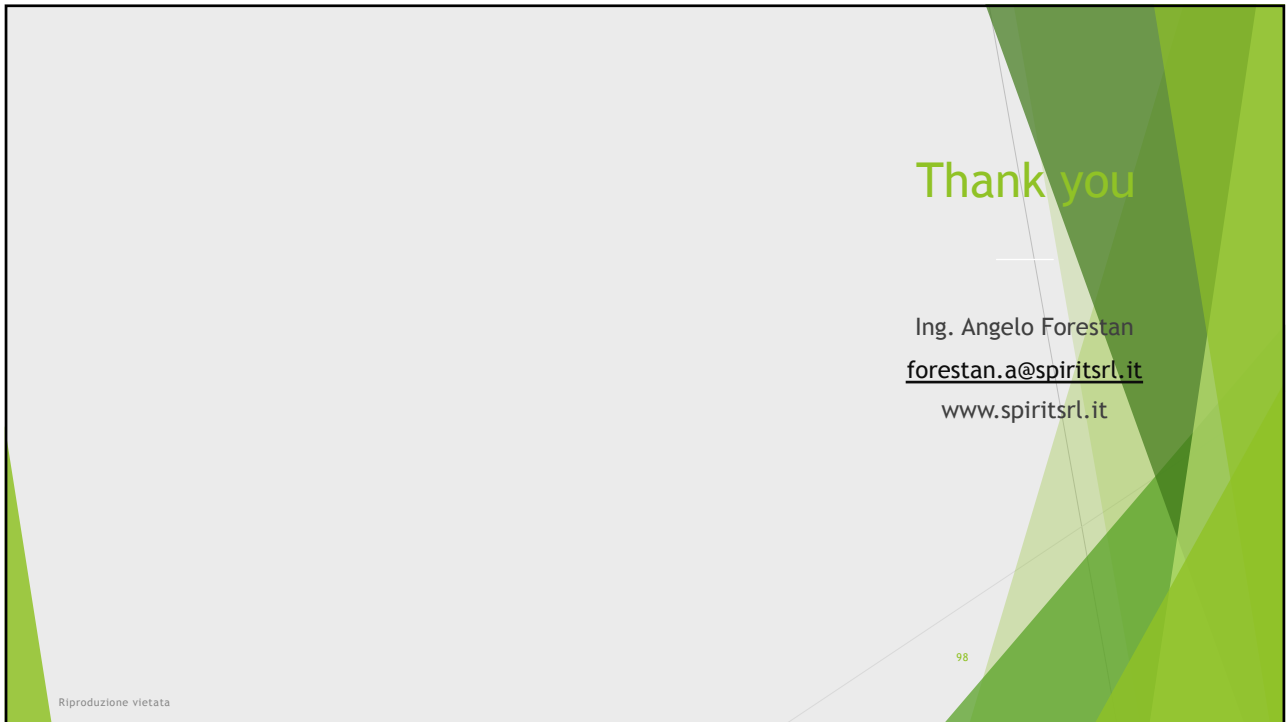 Thank you
Ing. Angelo Forestan
forestan.a@spiritsrl.it
www.spiritsrl.it
98
Riproduzione vietata